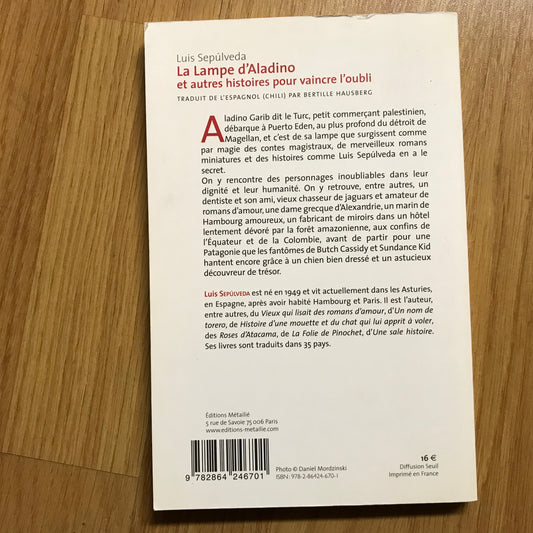 Luis Sepúlveda
La Lampe d'Aladino
et autres histoires pour vaincre l'oubli
TRADUIT DE L'ESPAGNOL (CHILI) PAR BERTILLE HAUSBERG
Aladino Garib dit le Turc, petit commerçant palestinien,
débarque à Puerto Eden, au plus profond du détroit de
Magellan, et c'est de sa lampe que surgissent comme
par magie des contes magistraux, de merveilleux romans
miniatures et des histoires comme Luis Sepúlveda en a le
secret.
On y rencontre des personnages inoubliables dans leur
dignité et leur humanité. On y retrouve, entre autres, un
dentiste et son ami, vieux chasseur de jaguars et amateur de
romans d'amour, une dame grecque d'Alexandrie, un marin de
Hambourg amoureux, un fabricant de miroirs dans un hôtel
lentement dévoré par la forêt amazonienne, aux confins de
l'Équateur et de la Colombie, avant de partir pour une
Patagonie que les fantômes de Butch Cassidy et Sundance Kid
hantent encore grâce à un chien bien dressé et un astucieux
découvreur de trésor.
Luis SEPÚLVEDA est né en 1949 et vit actuellement dans les Asturies,
en Espagne, après avoir habité Hambourg et Paris. Il est l'auteur,
entre autres, du Vieux qui lisait des romans d'amour, d'Un nom de
torero, de Histoire d'une mouette et du chat qui lui apprit à voler,
des Roses d'Atacama, de La Folie de Pinochet, d'Une sale histoire.
Ses livres sont traduits dans 35 pays.
Éditions Métailié
5 rue de Savoie 75 006 Paris
www.editions-metailie.com
9 782864 246701
Photo © Daniel Mordzinski
ISBN : 978-2-86424-670-1
16 €
Diffusion Seuil
Imprimé en France